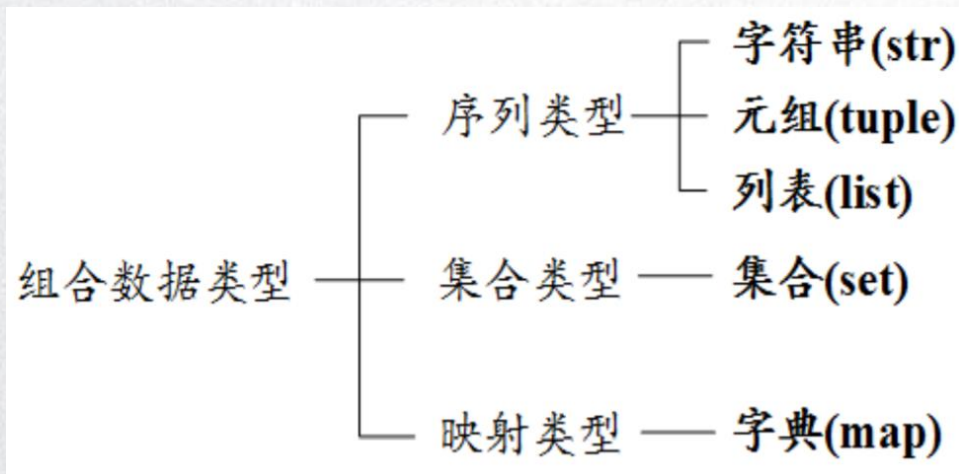 字符串(str)
序列类型
元组(tuple)
列表(list)
组合数据类型
集合类型
集合(set)
映射类型
字典(map)